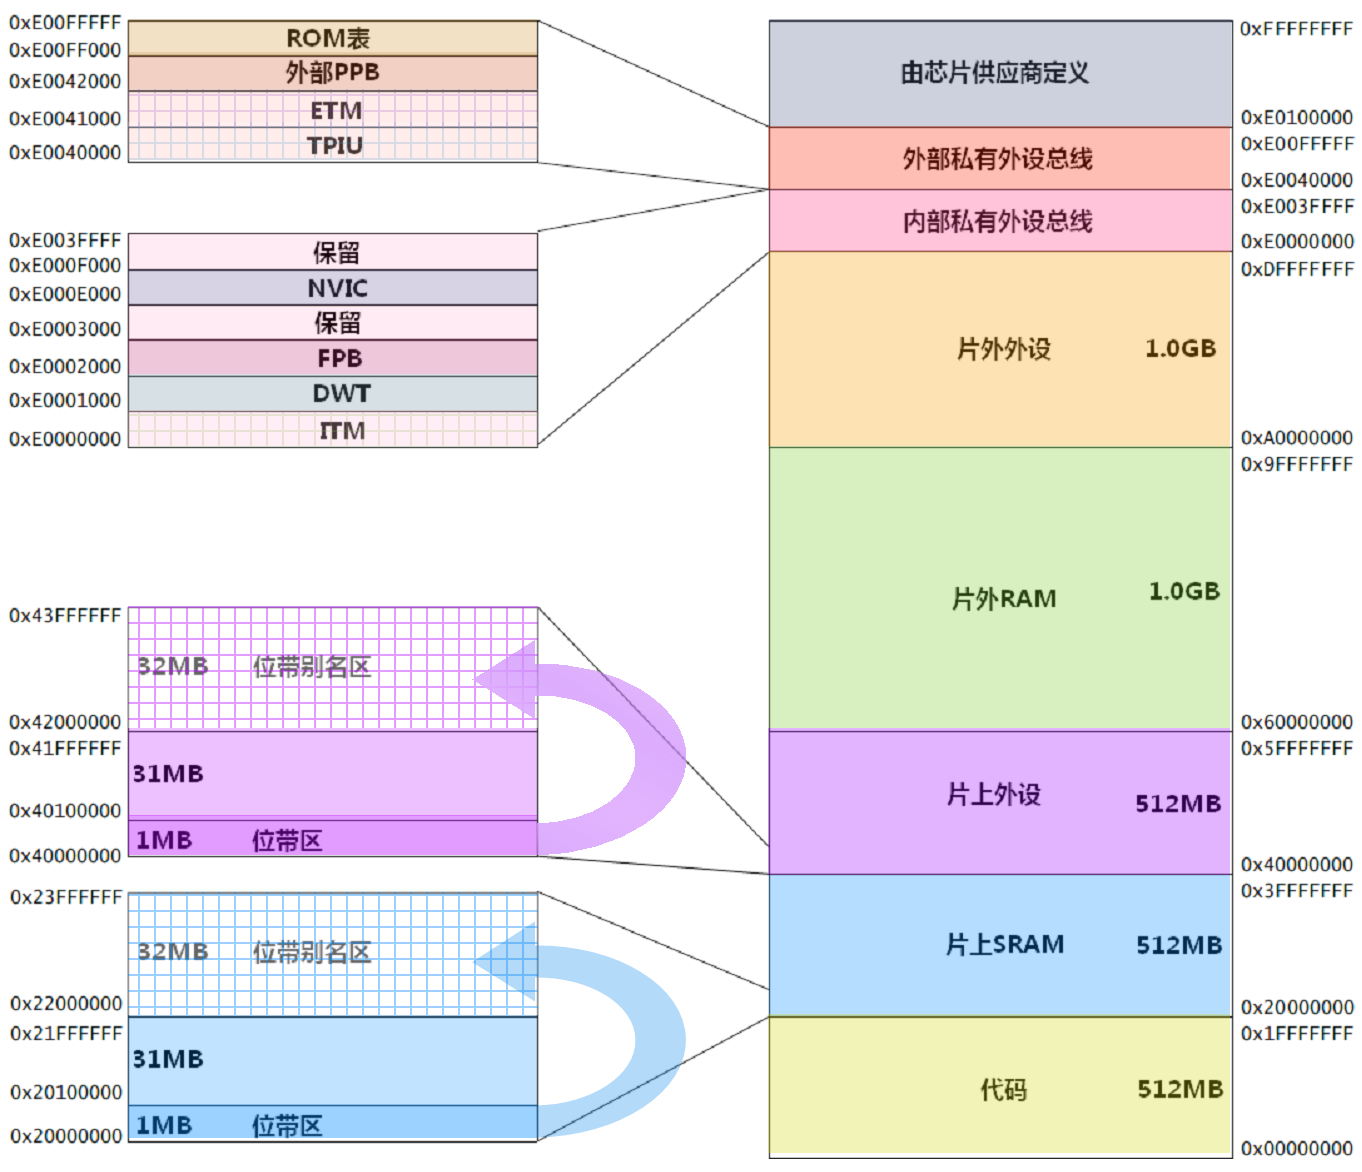 0xE00FFFFF
ROM表
0xE00FF000
外部PPB
0xE0042000
ETM
0xE0041000
TPIU
0xE0040000
0xE003FFFF
保留
0xE000F000
NVIC
0xE000E000
保留
0xE0003000
FPB
0xE0002000
DWT
0xE0001000
ITM
0xE0000000
0x43FFFFFF
32MB 位带别名区
0x42000000
0x41FFFFFF
31MB
0x40100000
1MB 位带区
0x40000000
0x23FFFFFF
32MB 位带别名区
0x22000000
0x21FFFFFF
31MB
0x20100000
1MB 位带区
0x20000000
0xFFFFFFFF
由芯片供应商定义
0xE0100000
0xE00FFFFF
外部私有外设总线
0xE0040000
0xE003FFFF
内部私有外设总线
0xE0000000
0xDFFFFFFF
片外外设 1.0GB
0xA0000000
0x9FFFFFFF
片外RAM 1.0GB
0x60000000
0x5FFFFFFF
片上外设 512MB
0x40000000
0x3FFFFFFF
片上SRAM 512MB
0x20000000
0x1FFFFFFF
代码 512MB
0x00000000